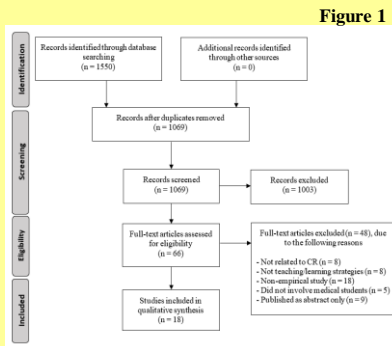 Figure 1
Identification
Records identified through database
searching
(n = 1550)
Additional records identified
through other sources
(n = 0)
Screening
Records after duplicates removed
(n = 1069)
Records screened
(n = 1069)
Records excluded
(n = 1003)
Eligibility
Full-text articles assessed
for eligibility
(n = 66)
Full-text articles excluded (n = 48), due
to the following reasons
- Not related to CR (n = 8)
- Not teaching/learning strategies (n = 8)
- Non-empirical study (n = 18)
- Did not involve medical students (n = 5)
- Published as abstract only (n = 9)
Included
Studies included in
qualitative synthesis
(n = 18)